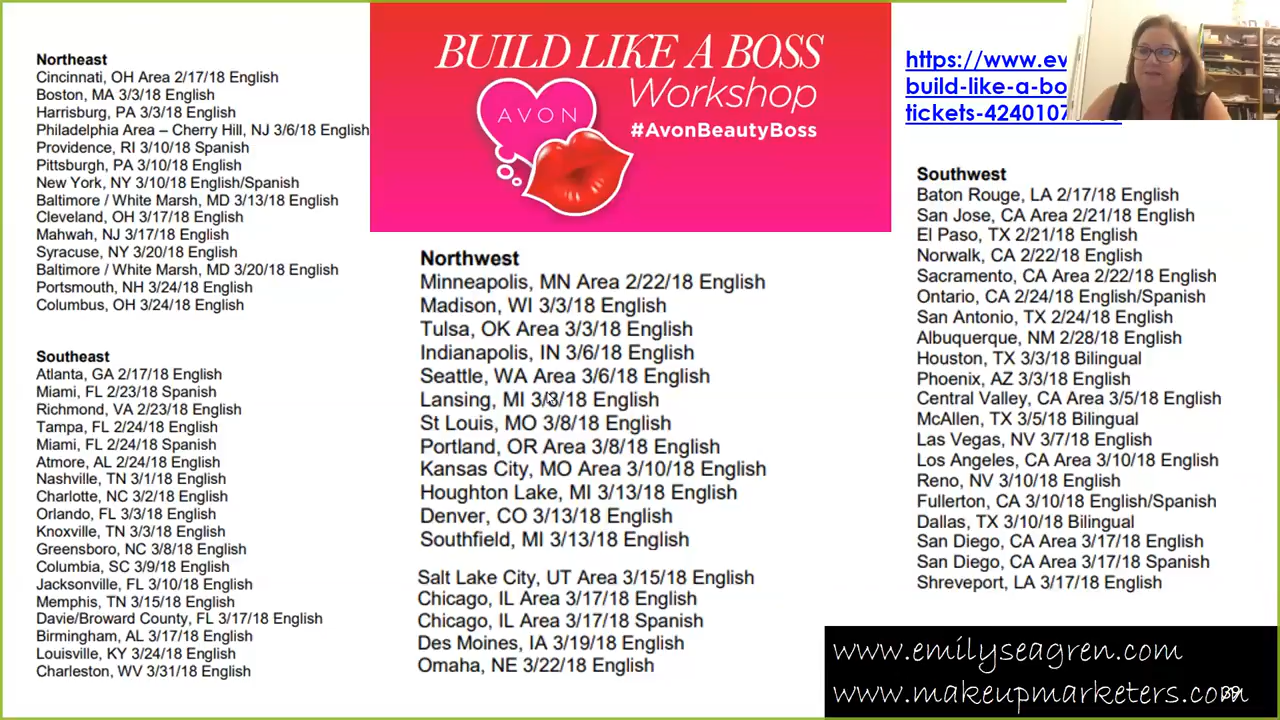 Northeast
Cincinnati, OH Area 2/17/18 English
Boston, MA 3/3/18 English
Harrisburg, PA 3/3/18 English
Philadelphia Area – Cherry Hill, NJ 3/6/18 English
Providence, RI 3/10/18 Spanish
Pittsburgh, PA 3/10/18 English
New York, NY 3/10/18 English/Spanish
Baltimore / White Marsh, MD 3/13/18 English
Cleveland, OH 3/17/18 English
Mahwah, NJ 3/17/18 English
Syracuse, NY 3/20/18 English
Baltimore / White Marsh, MD 3/20/18 English
Portsmouth, NH 3/24/18 English
Columbus, OH 3/24/18 English
Southeast
Atlanta, GA 2/17/18 English
Miami, FL 2/23/18 Spanish
Richmond, VA 2/23/18 English
Tampa, FL 2/24/18 English
Miami, FL 2/24/18 Spanish
Atmore, AL 2/24/18 English
Nashville, TN 3/1/18 English
Charlotte, NC 3/2/18 English
Orlando, FL 3/3/18 English
Knoxville, TN 3/3/18 English
Greensboro, NC 3/8/18 English
Columbia, SC 3/9/18 English
Jacksonville, FL 3/10/18 English
Memphis, TN 3/15/18 English
Davie/Broward County, FL 3/17/18 English
Birmingham, AL 3/17/18 English
Louisville, KY 3/24/18 English
Charleston, WV 3/31/18 English
BUILD LIKE A BOSS
Workshop
AVON
#AvonBeautyBoss
Northwest
Minneapolis, MN Area 2/22/18 English
Madison, WI 3/3/18 English
Tulsa, OK Area 3/3/18 English
Indianapolis, IN 3/6/18 English
Seattle, WA Area 3/6/18 English
Lansing, MI 3/3/18 English
St Louis, MO 3/8/18 English
Portland, OR Area 3/8/18 English
Kansas City, MO Area 3/10/18 English
Houghton Lake, MI 3/13/18 English
Denver, CO 3/13/18 English
Southfield, MI 3/13/18 English
Salt Lake City, UT Area 3/15/18 English
Chicago, IL Area 3/17/18 English
Chicago, IL Area 3/17/18 Spanish
Des Moines, IA 3/19/18 English
Omaha, NE 3/22/18 English
https://www.ev
build-like-a-bo
tickets-4240107
Southwest
Baton Rouge, LA 2/17/18 English
San Jose, CA Area 2/21/18 English
El Paso, TX 2/21/18 English
Norwalk, CA 2/22/18 English
Sacramento, CA Area 2/22/18 English
Ontario, CA 2/24/18 English/Spanish
San Antonio, TX 2/24/18 English
Albuquerque, NM 2/28/18 English
Houston, TX 3/3/18 Bilingual
Phoenix, AZ 3/3/18 English
Central Valley, CA Area 3/5/18 English
McAllen, TX 3/5/18 Bilingual
Las Vegas, NV 3/7/18 English
Los Angeles, CA Area 3/10/18 English
Reno, NV 3/10/18 English
Fullerton, CA 3/10/18 English/Spanish
Dallas, TX 3/10/18 Bilingual
San Diego, CA Area 3/17/18 English
San Diego, CA Area 3/17/18 Spanish
Shreveport, LA 3/17/18 English
www.emilyseagren.com
www.makeupmarketers.com
39